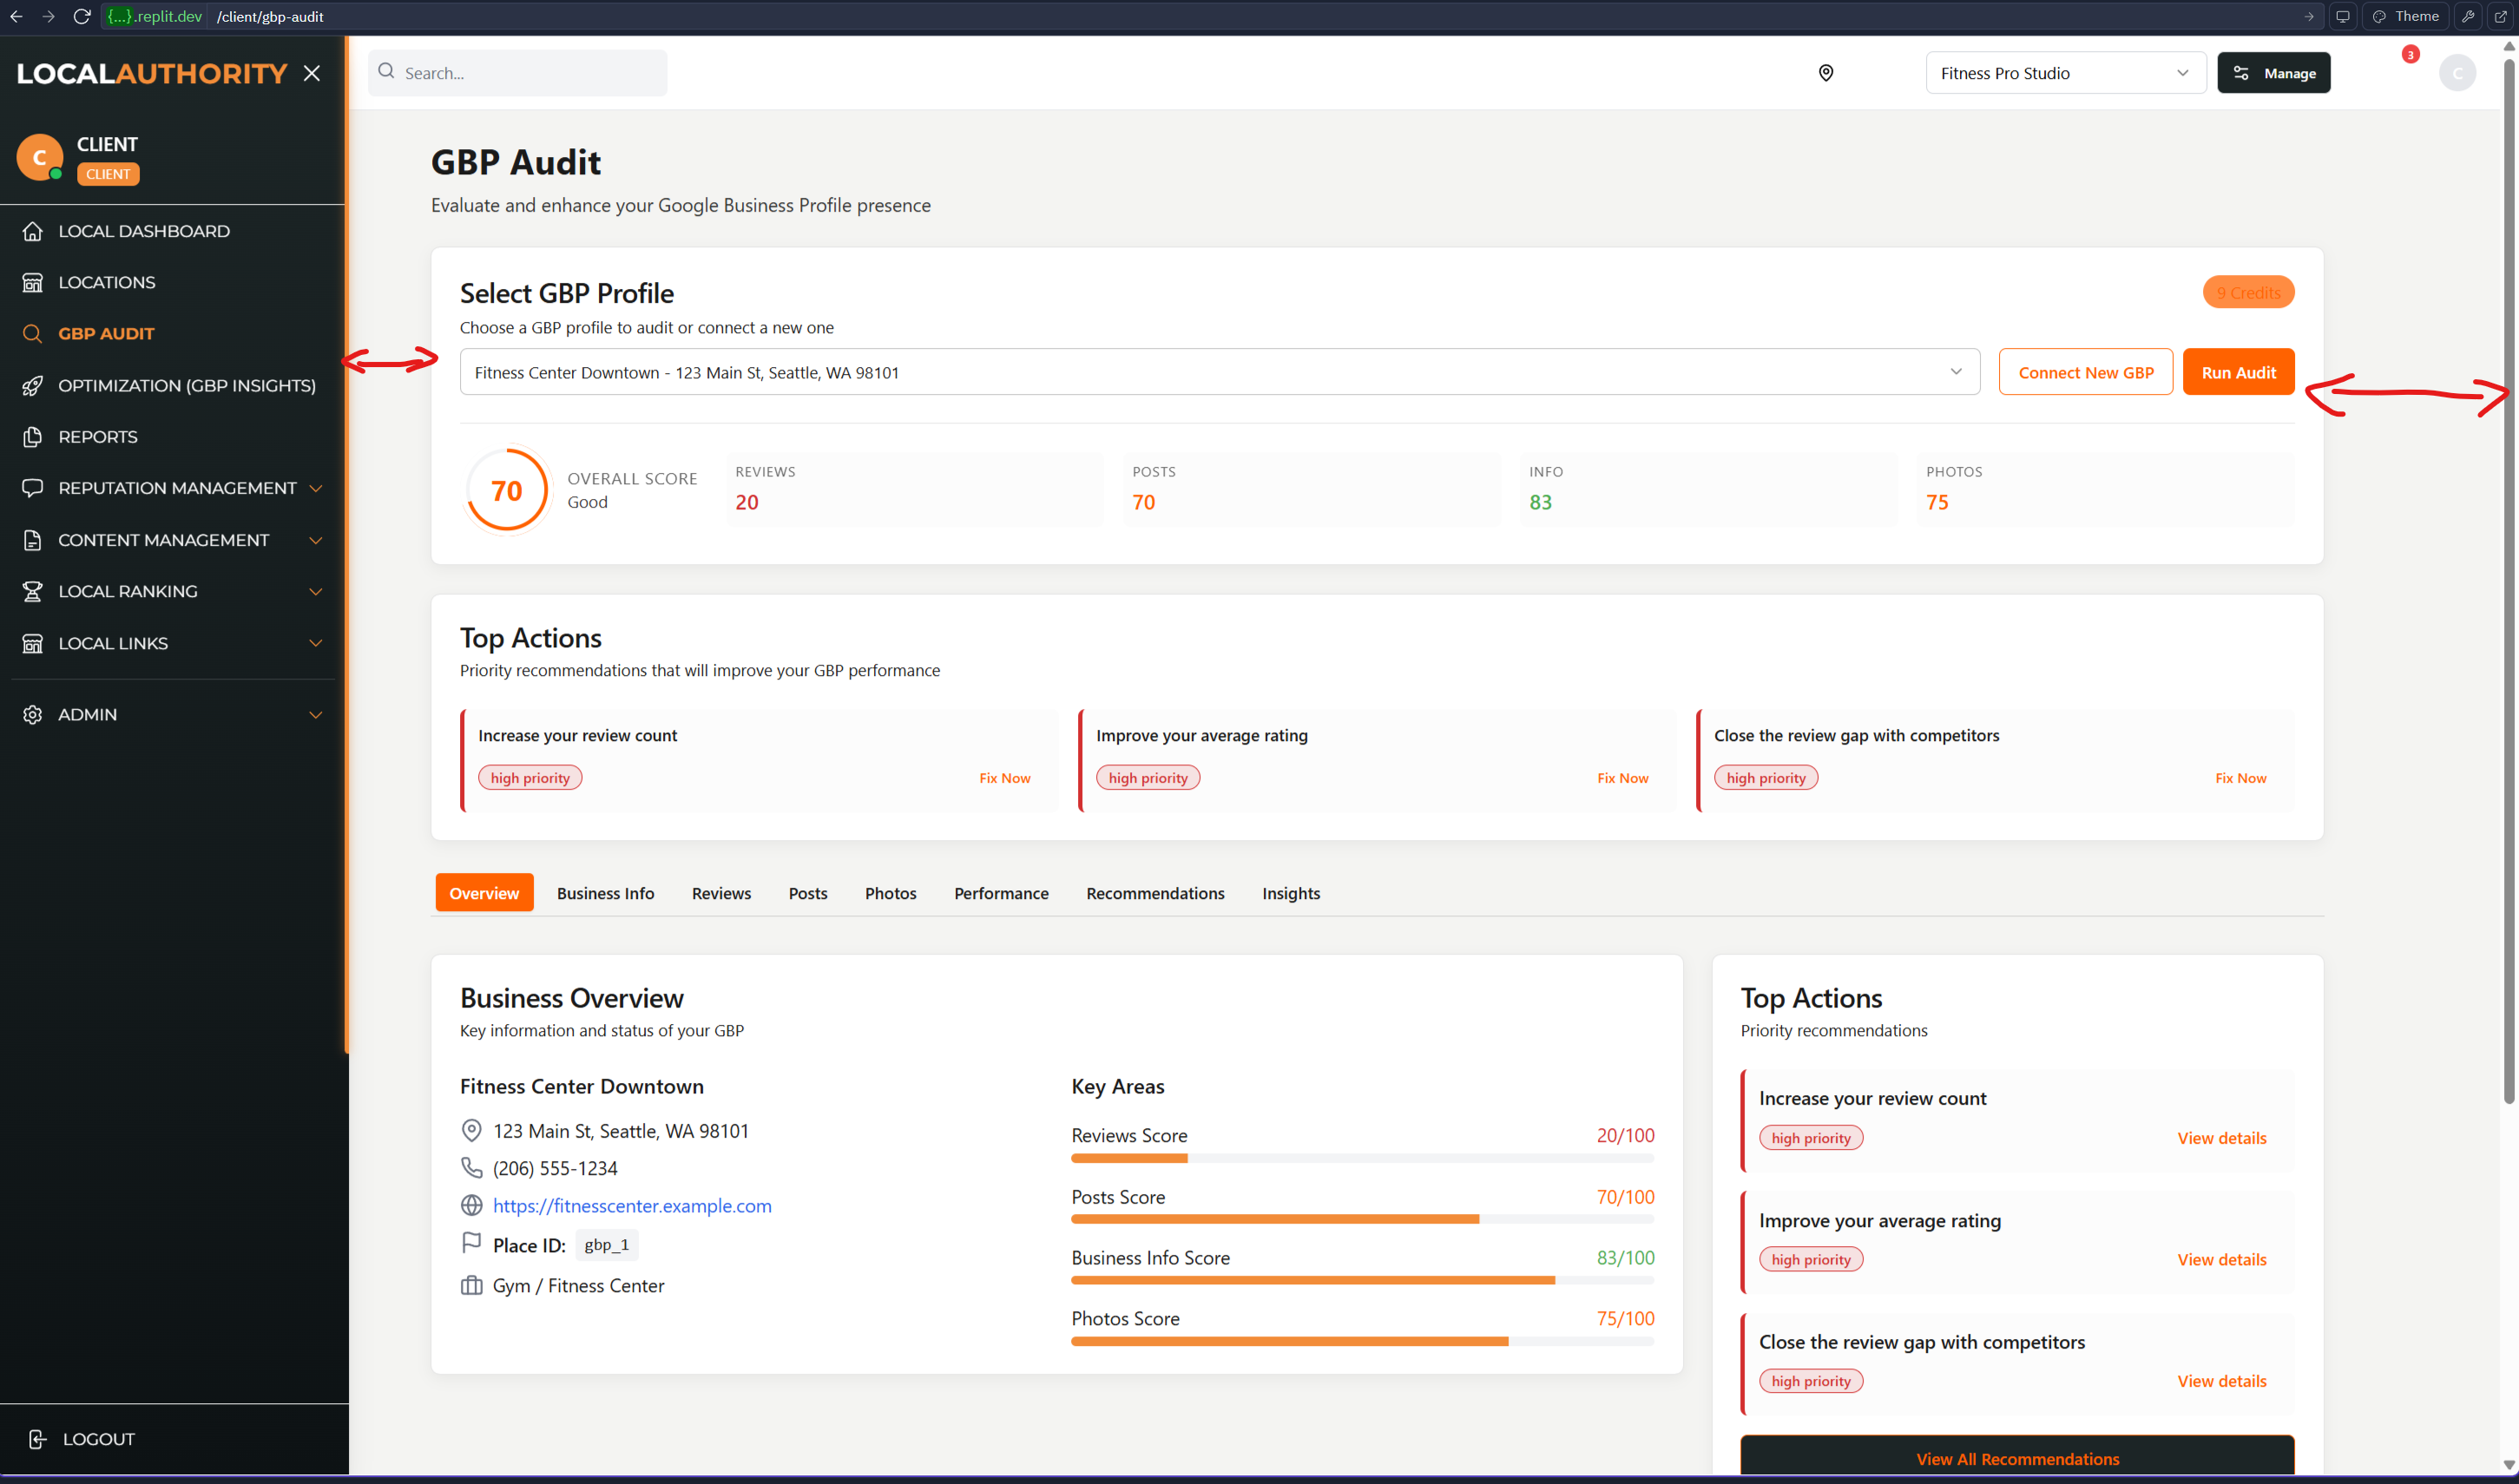 {...}.replit.dev /client/gbp-audit Theme
LOCALAUTHORITY
Search...
Fitness Pro Studio
Manage
3
C
C
CLIENT
CLIENT
LOCAL DASHBOARD
LOCATIONS
GBP AUDIT
OPTIMIZATION (GBP INSIGHTS)
REPORTS
REPUTATION MANAGEMENT
CONTENT MANAGEMENT
LOCAL RANKING
LOCAL LINKS
ADMIN
LOGOUT
GBP Audit
Evaluate and enhance your Google Business Profile presence
Select GBP Profile
9 Credits
Choose a GBP profile to audit or connect a new one
Fitness Center Downtown - 123 Main St, Seattle, WA 98101
Connect New GBP
Run Audit
70
OVERALL SCORE
Good
REVIEWS
20
POSTS
70
INFO
83
PHOTOS
75
Top Actions
Priority recommendations that will improve your GBP performance
Increase your review count
high priority
Fix Now
Improve your average rating
high priority
Fix Now
Close the review gap with competitors
high priority
Fix Now
Overview Business Info Reviews Posts Photos Performance Recommendations Insights
Business Overview
Key information and status of your GBP
Fitness Center Downtown
123 Main St, Seattle, WA 98101
(206) 555-1234
https://fitnesscenter.example.com
Place ID: gbp_1
Gym / Fitness Center
Key Areas
Reviews Score 20/100
Posts Score 70/100
Business Info Score 83/100
Photos Score 75/100
Top Actions
Priority recommendations
Increase your review count
high priority
View details
Improve your average rating
high priority
View details
Close the review gap with competitors
high priority
View details
View All Recommendations